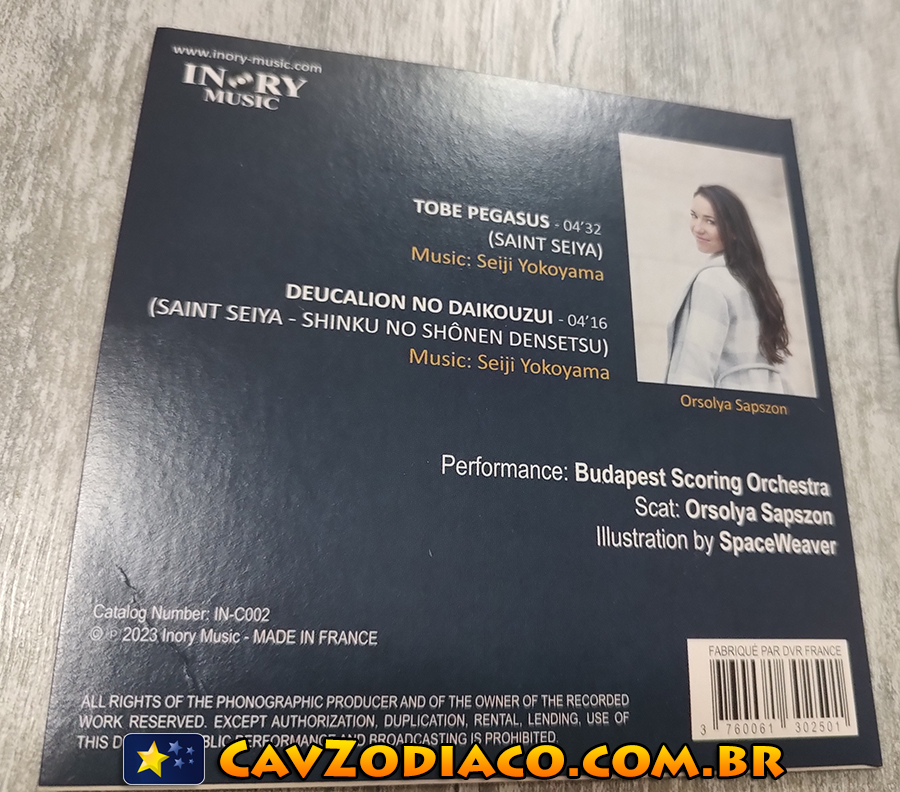 www.inory-music.com
INORY
MUSIC
TOBE PEGASUS - 04'32
(SAINT SEIYA)
Music: Seiji Yokoyama
DEUCALION NO DAIKOUZUI - 04'16
(SAINT SEIYA - SHINKU NO SHÔNEN DENSETSU)
Music: Seiji Yokoyama
Orsolya Sapszon
Performance: Budapest Scoring Orchestra
Scat: Orsolya Sapszon
Illustration by SpaceWeaver
Catalog Number: IN-C002
© ℗ 2023 Inory Music - MADE IN FRANCE
FABRIQUÉ PAR DVR FRANCE
3 760061 302501
ALL RIGHTS OF THE PHONOGRAPHIC PRODUCER AND OF THE OWNER OF THE RECORDED
WORK RESERVED. EXCEPT AUTHORIZATION, DUPLICATION, RENTAL, LENDING, USE OF
THIS PERFORMANCE AND BROADCASTING IS PROHIBITED.
CAVZODIACO.COM.BR